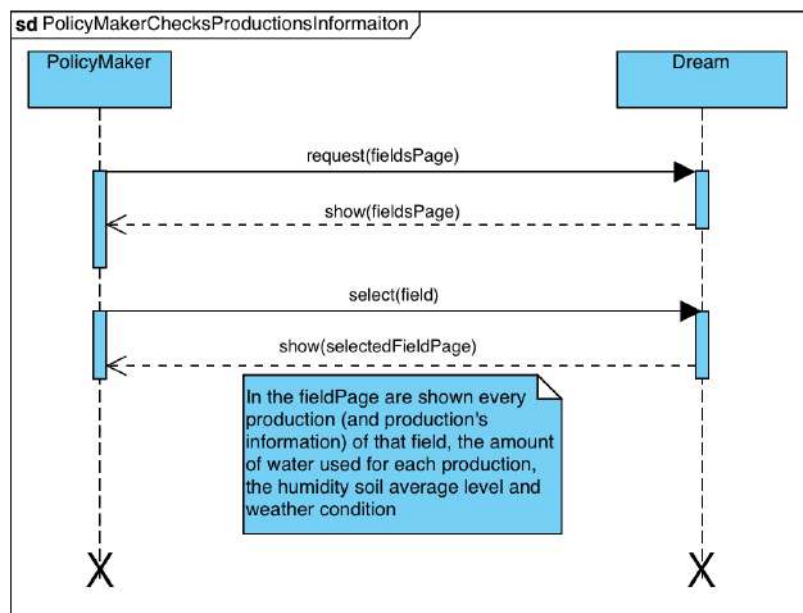 sd PolicyMakerChecksProductionsInformaiton
PolicyMaker
Dream
request(fieldsPage)
show(fieldsPage)
select(field)
show(selectedFieldPage)
In the fieldPage are shown every
production (and production's
information) of that field, the amount
of water used for each production,
the humidity soil average level and
weather condition